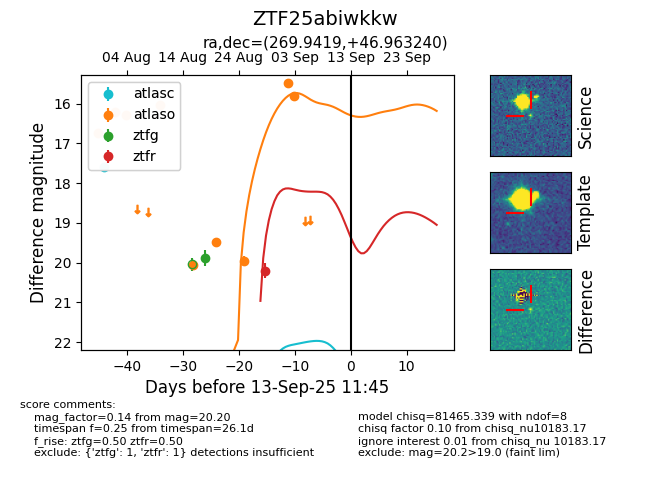 ZTF25abiwkkw
ra,dec=(269.9419,+46.963240)
04 Aug 14 Aug 24 Aug 03 Sep 13 Sep 23 Sep
atlasc
atlaso
ztfg
ztfr
16
17
18
19
20
21
22
Difference magnitude
−40 −30 −20 −10 0 10
Days before 13-Sep-25 11:45
Science
Template
Difference
score comments:
mag_factor=0.14 from mag=20.20
timespan f=0.25 from timespan=26.1d
f_rise: ztfg=0.50 ztfr=0.50
exclude: {'ztfg': 1, 'ztfr': 1} detections insufficient
model chisq=81465.339 with ndof=8
chisq factor 0.10 from chisq_nu10183.17
ignore interest 0.01 from chisq_nu 10183.17
exclude: mag=20.2>19.0 (faint lim)